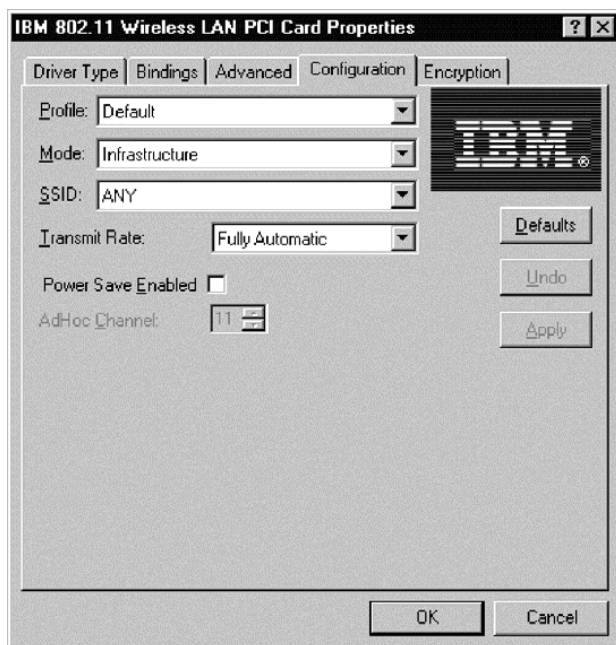 IBM 802.11 Wireless LAN PCI Card Properties ? X
Driver Type Bindings Advanced Configuration Encryption
Profile: Default
IBM®
Mode: Infrastructure
SSID: ANY
Transmit Rate: Fully Automatic
Defaults
Power Save Enabled
Undo
AdHoc Channel: 11
Apply
OK Cancel